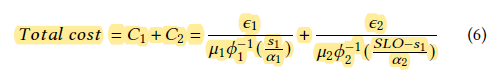 Total cost = C₁ + C₂ = ϵ₁ / (μ₁ϕ₁⁻¹(s₁/α₁)) + ϵ₂ / (μ₂ϕ₂⁻¹((SLO−s₁)/α₂)) (6)